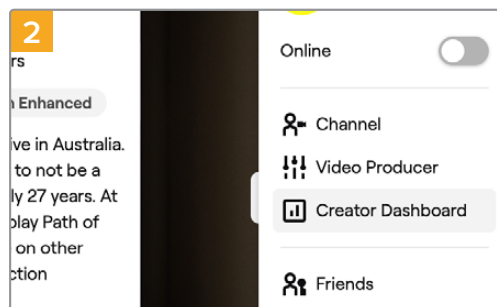 2
rs
Enhanced
ive in Australia.
to not be a
ly 27 years. At
play Path of
on other
ction
Online
Channel
Video Producer
Creator Dashboard
Friends